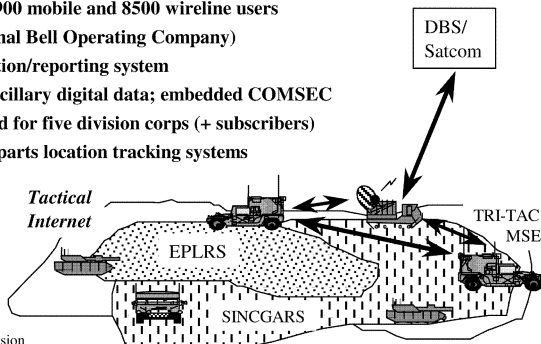 900 mobile and 8500 wireline users
nal Bell Operating Company)
tion/reporting system
cillary digital data; embedded COMSEC
d for five division corps (+ subscribers)
parts location tracking systems
DBS/
Satcom
Tactical
Internet
TRI-TAC
MSE
EPLRS
SINCGARS
sion